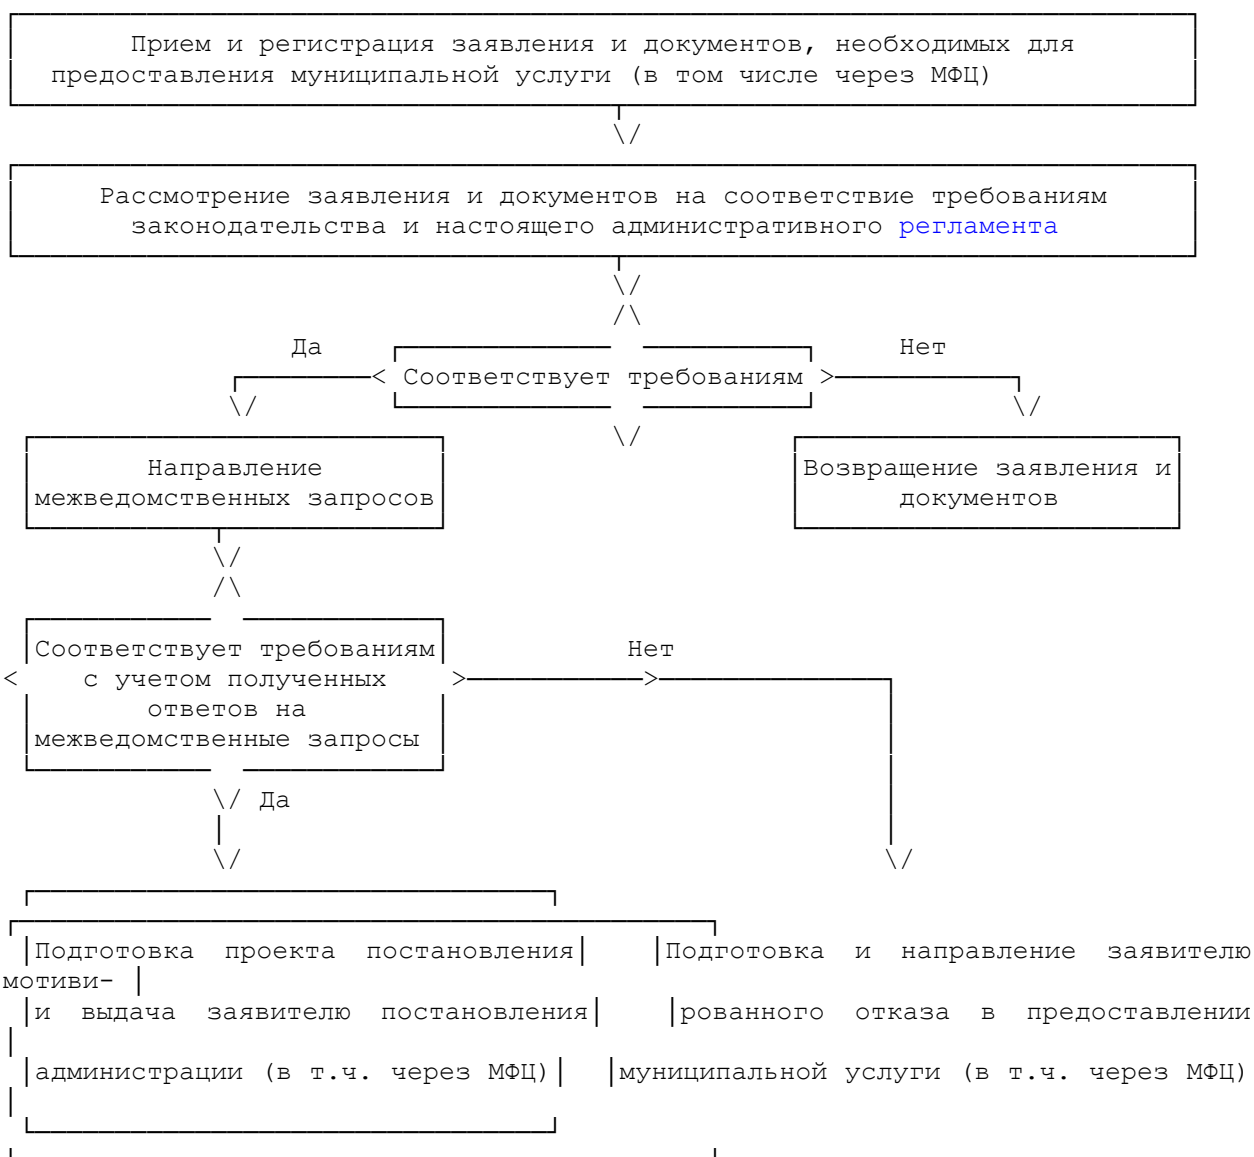 Прием и регистрация заявления и документов, необходимых для
предоставления муниципальной услуги (в том числе через МФЦ)
Рассмотрение заявления и документов на соответствие требованиям
законодательства и настоящего административного регламента
Да
Нет
Соответствует требованиям
Направление
межведомственных запросов
Возвращение заявления и
документов
Соответствует требованиям
с учетом полученных
ответов на
межведомственные запросы
Нет
Да
Подготовка проекта постановления
Подготовка и направление заявителю
мотиви-
и выдача заявителю постановления
рованного отказа в предоставлении
администрации (в т.ч. через МФЦ)
муниципальной услуги (в т.ч. через МФЦ)